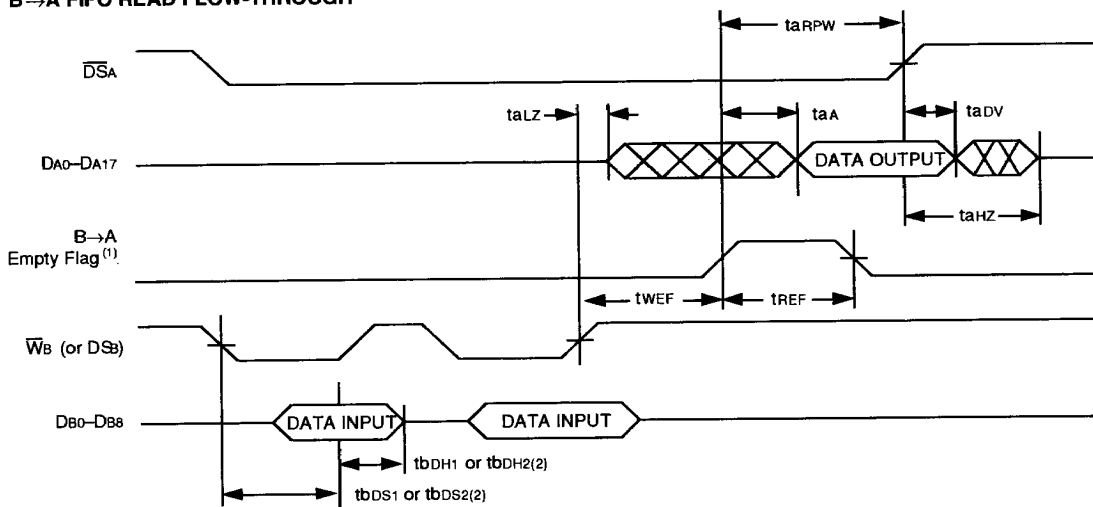 B→A FIFO READ FLOW-THROUGH
taRPW
DSA
taLZ
taA
taDV
DA0–DA17
DATA OUTPUT
taHZ
B→A
Empty Flag(1).
tWEF
tREF
WB (or DSB)
DB0–DB8
DATA INPUT
DATA INPUT
tbDH1 or tbDH2(2)
tbDS1 or tbDS2(2)